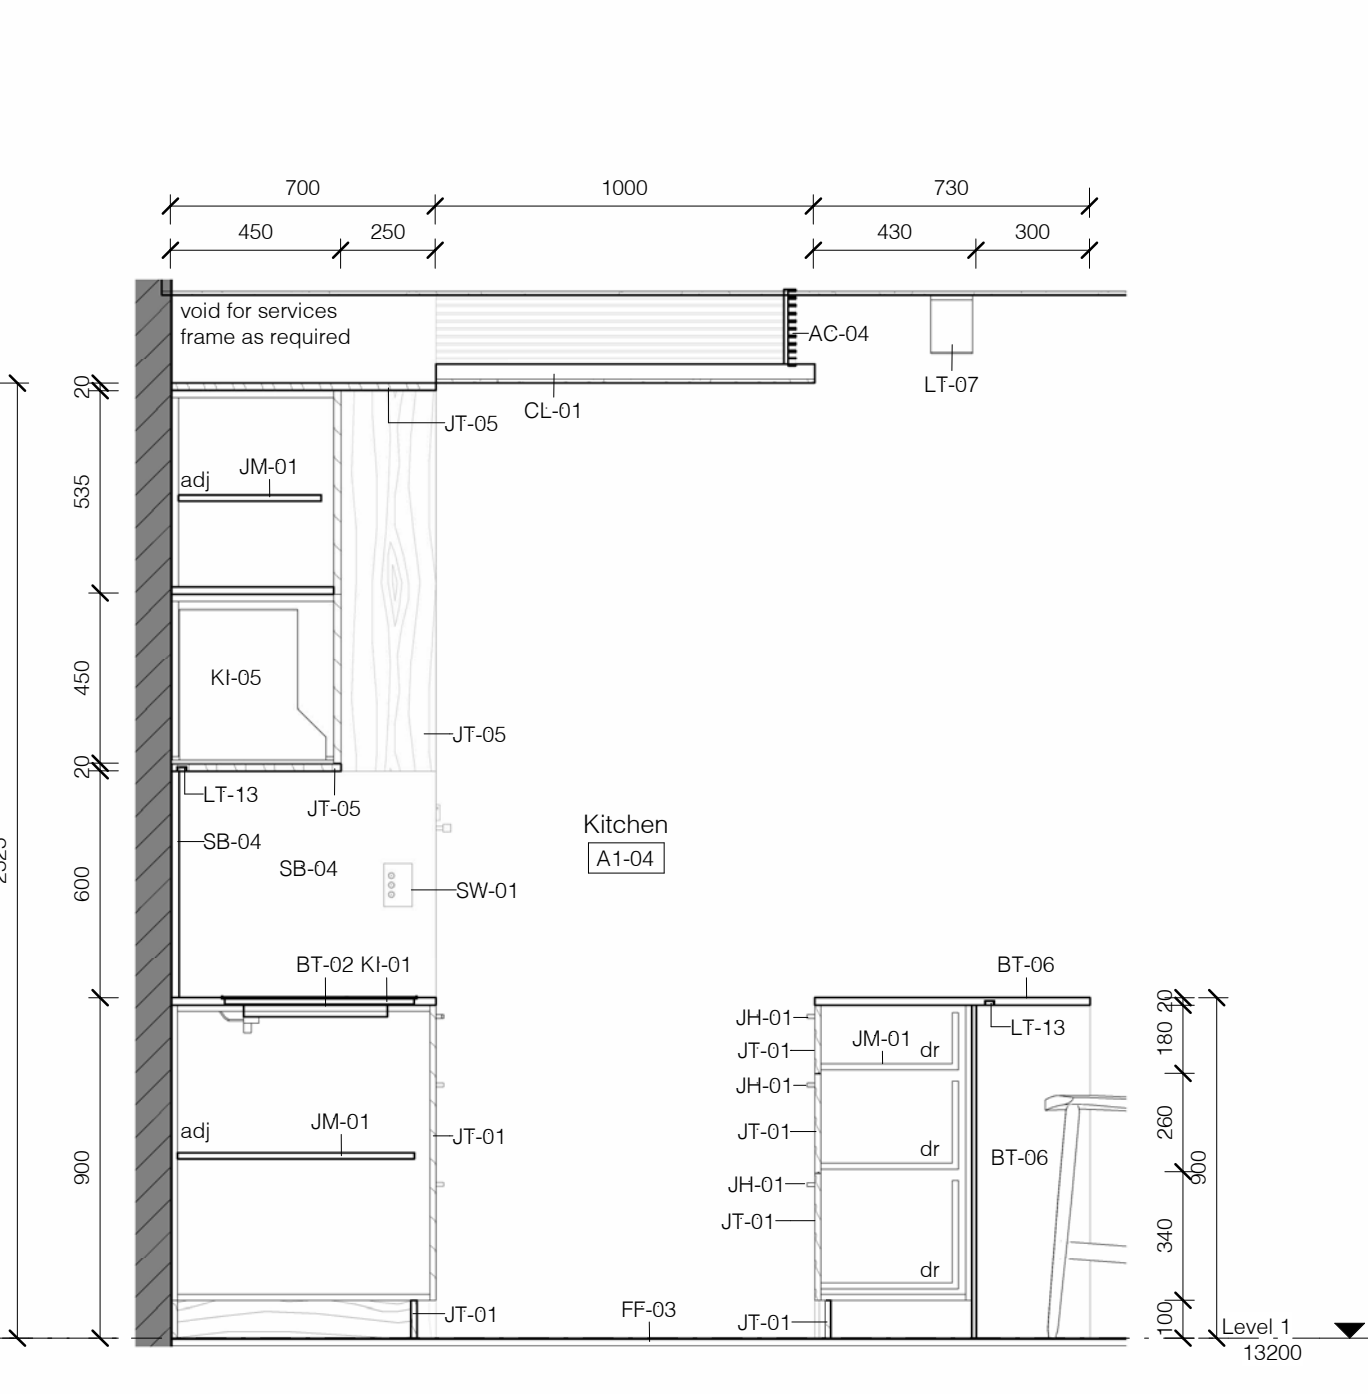 700 1000 730
450 250 430 300
void for services
frame as required
AC-04
LT-07
CL-01
JT-05
20
JM-01
adj
535
KI-05
450
JT-05
20
LT-13
JT-05
SB-04
SB-04
Kitchen
A1-04
SW-01
600
BT-02 KI-01
BT-06
JH-01
LT-13
20
JM-01
dr
JT-01
180
JH-01
adj
JM-01
JT-01
JT-01
dr
260
BT-06
900
JH-01
900
JT-01
340
dr
JT-01
FF-03
JT-01
100
Level 1
13200